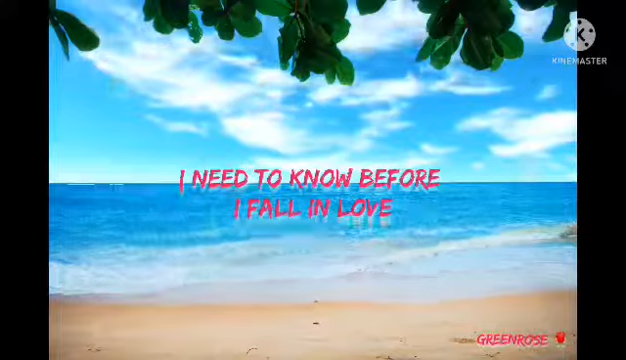 KINEMASTER
I NEED TO KNOW BEFORE
I FALL IN LOVE
GREENROSE